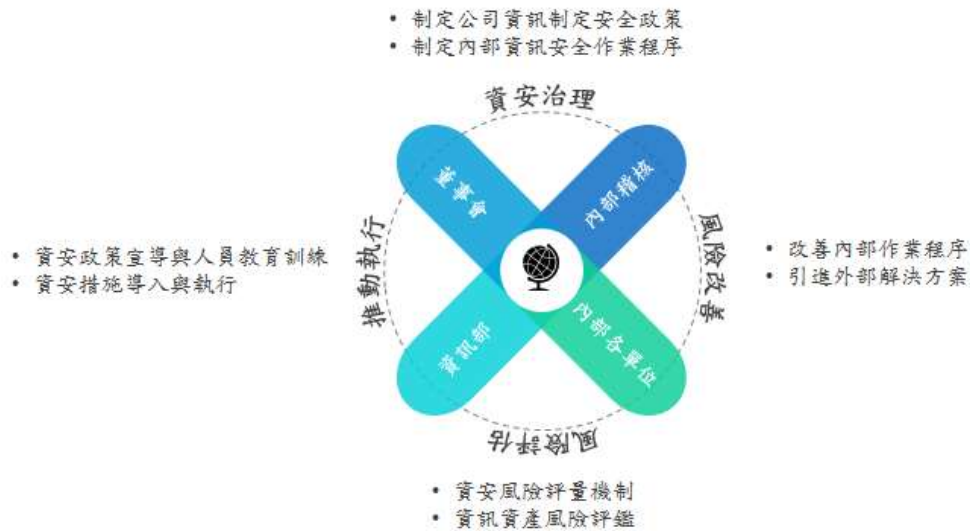 • 制定公司資訊制定安全政策
• 制定內部資訊安全作業程序
資安治理
董事會
內部稽核
推動執行
• 資安政策宣導與人員教育訓練
• 資安措施導入與執行
風險改善
• 改善內部作業程序
• 引進外部解決方案
資訊部
內部各單位
風險評估
• 資安風險評量機制
• 資訊資產風險評鑑